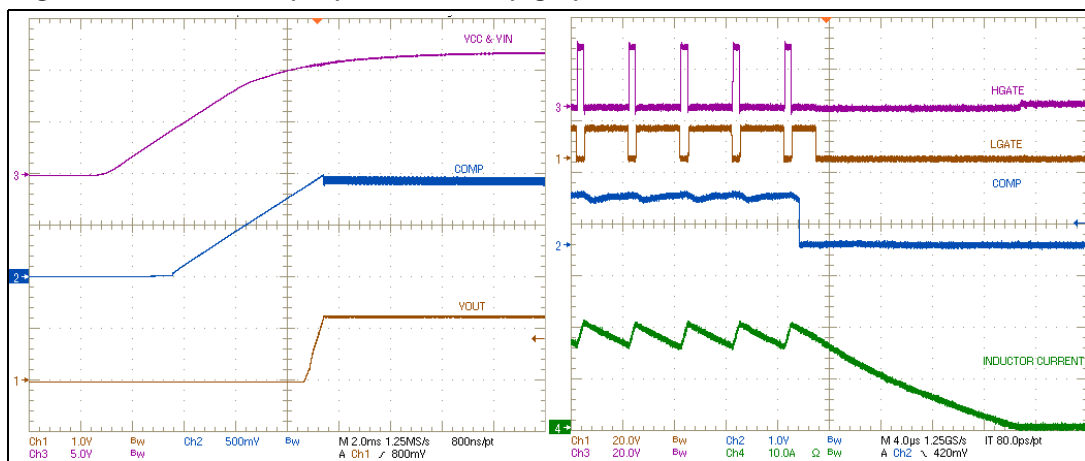 VCC & VIN
3
COMP
2
VOUT
1
Ch1 1.0V Bw Ch2 500mV Bw M 2.0ms 1.25MS/s 800ns/pt
Ch3 5.0V Bw A Ch1 / 800mV
3
HGATE
1
LGATE
COMP
2
INDUCTOR CURRENT
4
Ch1 20.0V Bw Ch2 1.0V Bw M 4.0µs 1.25GS/s IT 80.0ps/pt
Ch3 20.0V Bw Ch4 10.0A Ω Bw A Ch2 \ 420mV